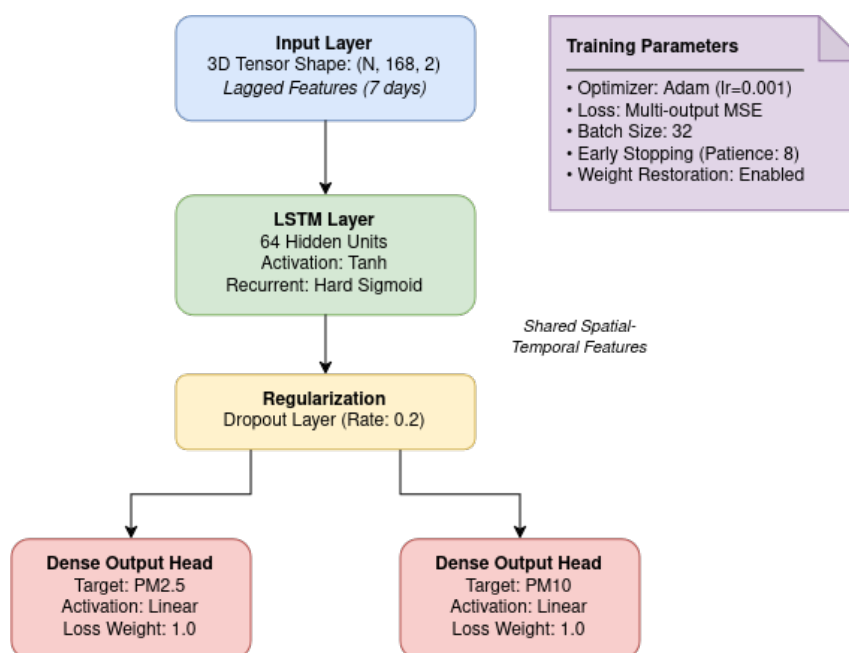 Input Layer
3D Tensor Shape: (N, 168, 2)
Lagged Features (7 days)
Training Parameters
• Optimizer: Adam (lr=0.001)
• Loss: Multi-output MSE
• Batch Size: 32
• Early Stopping (Patience: 8)
• Weight Restoration: Enabled
LSTM Layer
64 Hidden Units
Activation: Tanh
Recurrent: Hard Sigmoid
Shared Spatial-
Temporal Features
Regularization
Dropout Layer (Rate: 0.2)
Dense Output Head
Target: PM2.5
Activation: Linear
Loss Weight: 1.0
Dense Output Head
Target: PM10
Activation: Linear
Loss Weight: 1.0